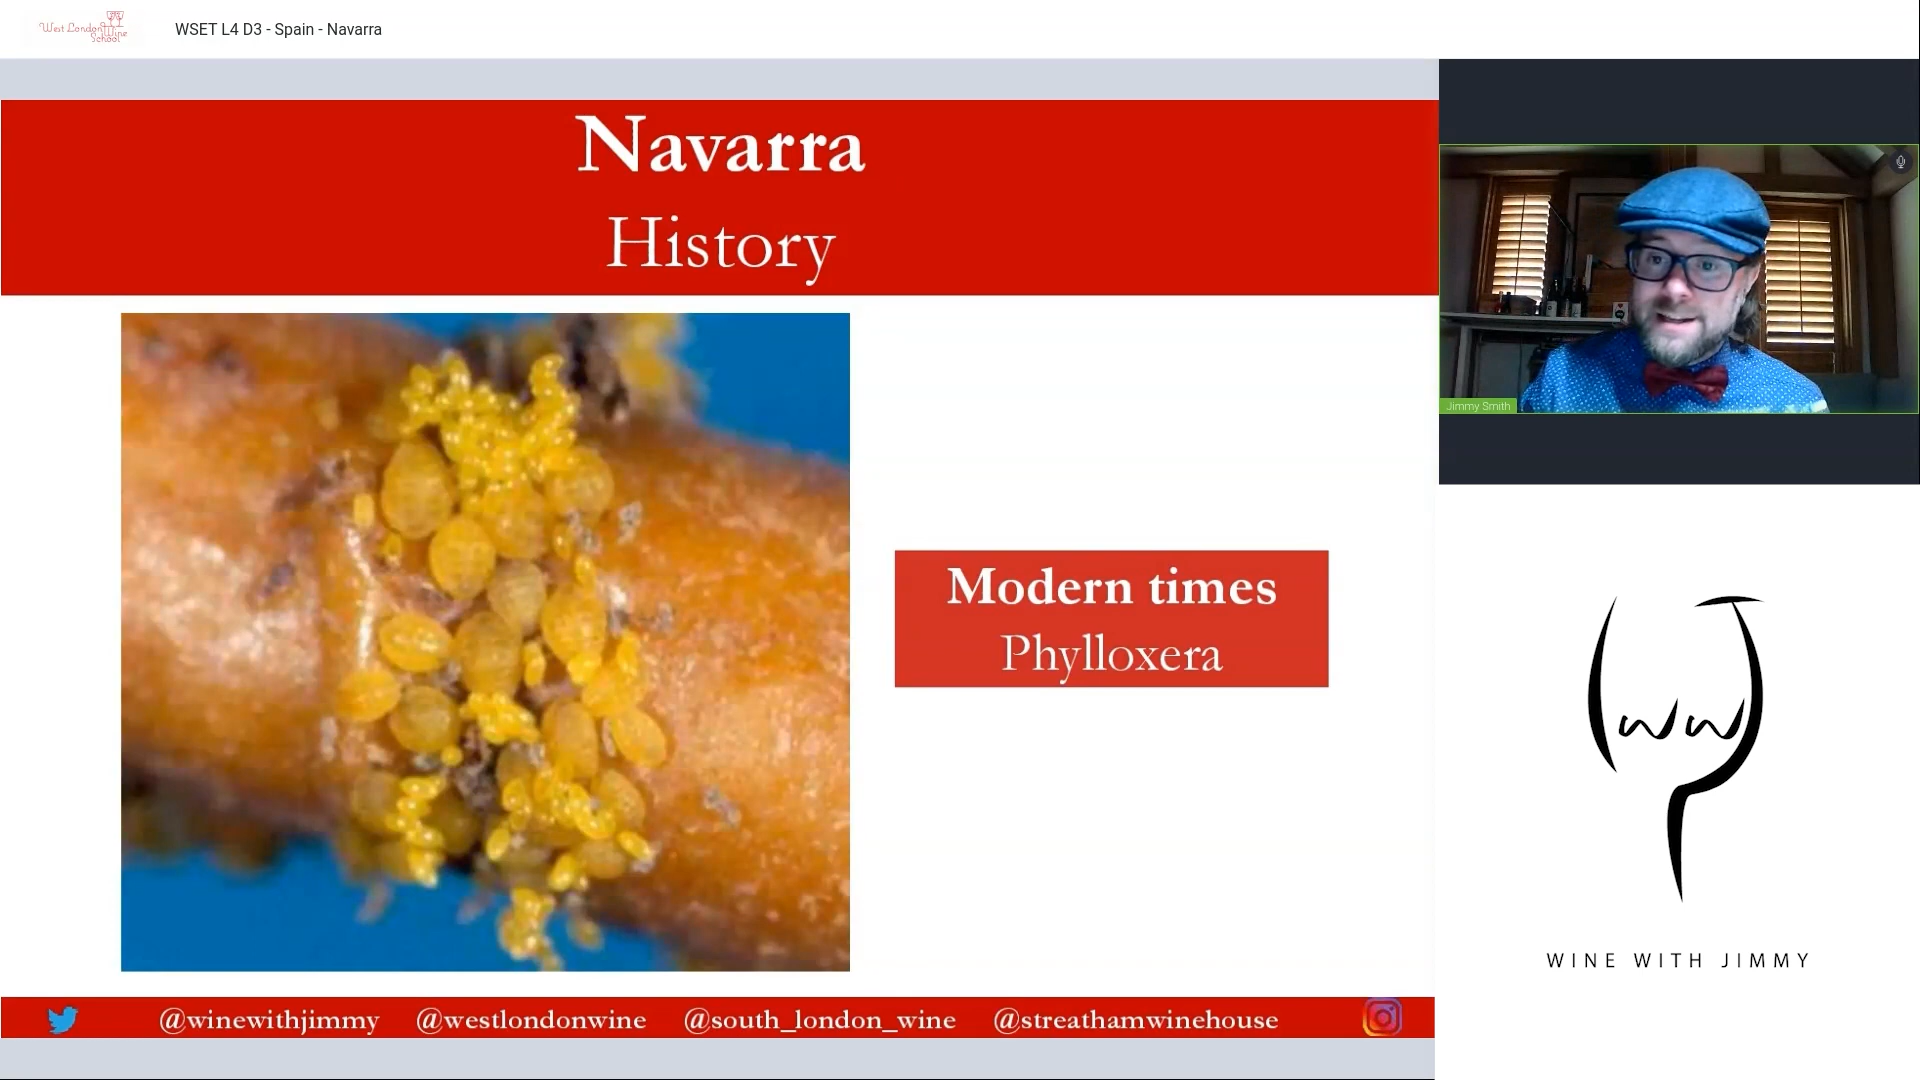 West London Wine School
WSET L4 D3 - Spain - Navarra
Navarra
History
Modern times
Phylloxera
@winewithjimmy @westlondonwine @south_london_wine @streathamwinehouse
Jimmy Smith
WW
WINE WITH JIMMY